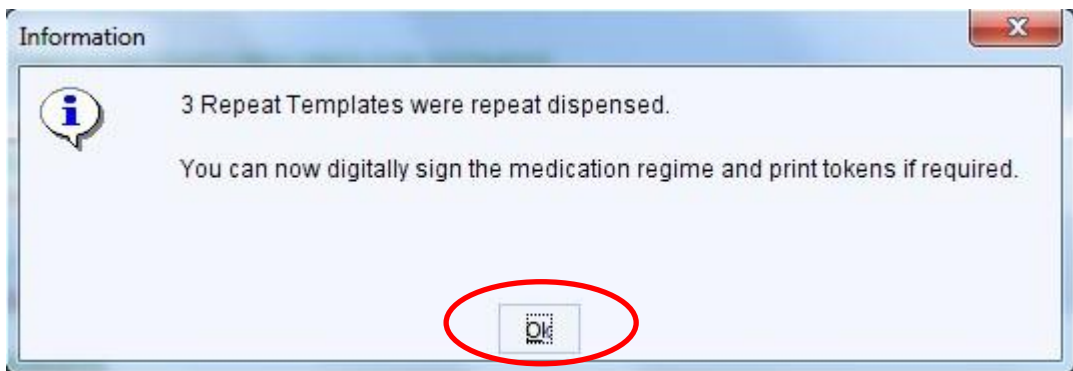 Information
3 Repeat Templates were repeat dispensed.
You can now digitally sign the medication regime and print tokens if required.
Ok